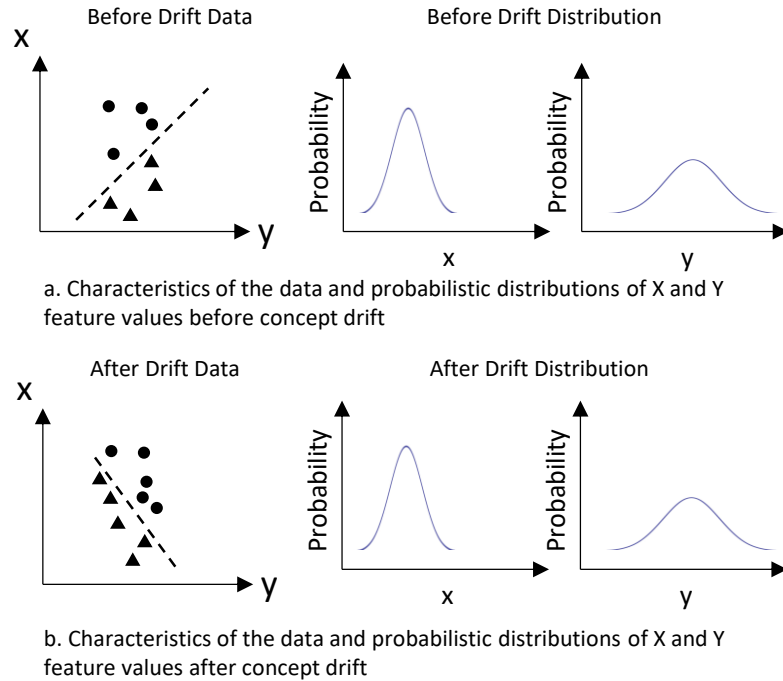 Before Drift Data
Before Drift Distribution
x
y
Probability
x
Probability
y
a. Characteristics of the data and probabilistic distributions of X and Y
feature values before concept drift
After Drift Data
After Drift Distribution
x
y
Probability
x
Probability
y
b. Characteristics of the data and probabilistic distributions of X and Y
feature values after concept drift